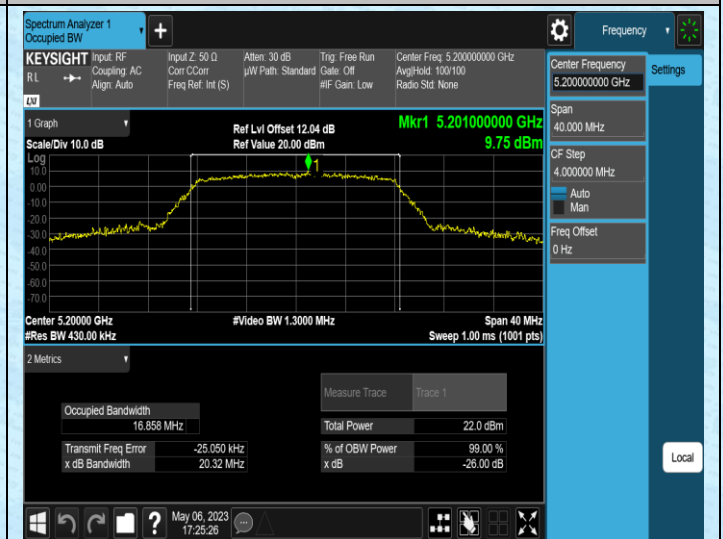 Spectrum Analyzer 1
Occupied BW
Frequency
KEYSIGHT
RL
LXI
Input: RF
Coupling: AC
Align: Auto
Input Z: 50 Ω
Corr CCorr
Freq Ref: Int (S)
Atten: 30 dB
µW Path: Standard
Trig: Free Run
Gate: Off
#IF Gain: Low
Center Freq: 5.200000000 GHz
Avg|Hold: 100/100
Radio Std: None
Center Frequency
5.200000000 GHz
Settings
Span
40.000 MHz
CF Step
4.000000 MHz
Auto
Man
Freq Offset
0 Hz
Local
1 Graph
Scale/Div 10.0 dB
Ref Lvl Offset 12.04 dB
Ref Value 20.00 dBm
Mkr1 5.201000000 GHz
9.75 dBm
Log
10.0
0.00
-10.0
-20.0
-30.0
-40.0
-50.0
-60.0
-70.0
1
Center 5.20000 GHz
#Res BW 430.00 kHz
#Video BW 1.3000 MHz
Span 40 MHz
Sweep 1.00 ms (1001 pts)
2 Metrics
Measure Trace
Trace 1
Occupied Bandwidth
16.858 MHz
Total Power
22.0 dBm
Transmit Freq Error
-25.050 kHz
% of OBW Power
99.00 %
x dB Bandwidth
20.32 MHz
x dB
-26.00 dB
May 06, 2023
17:25:26